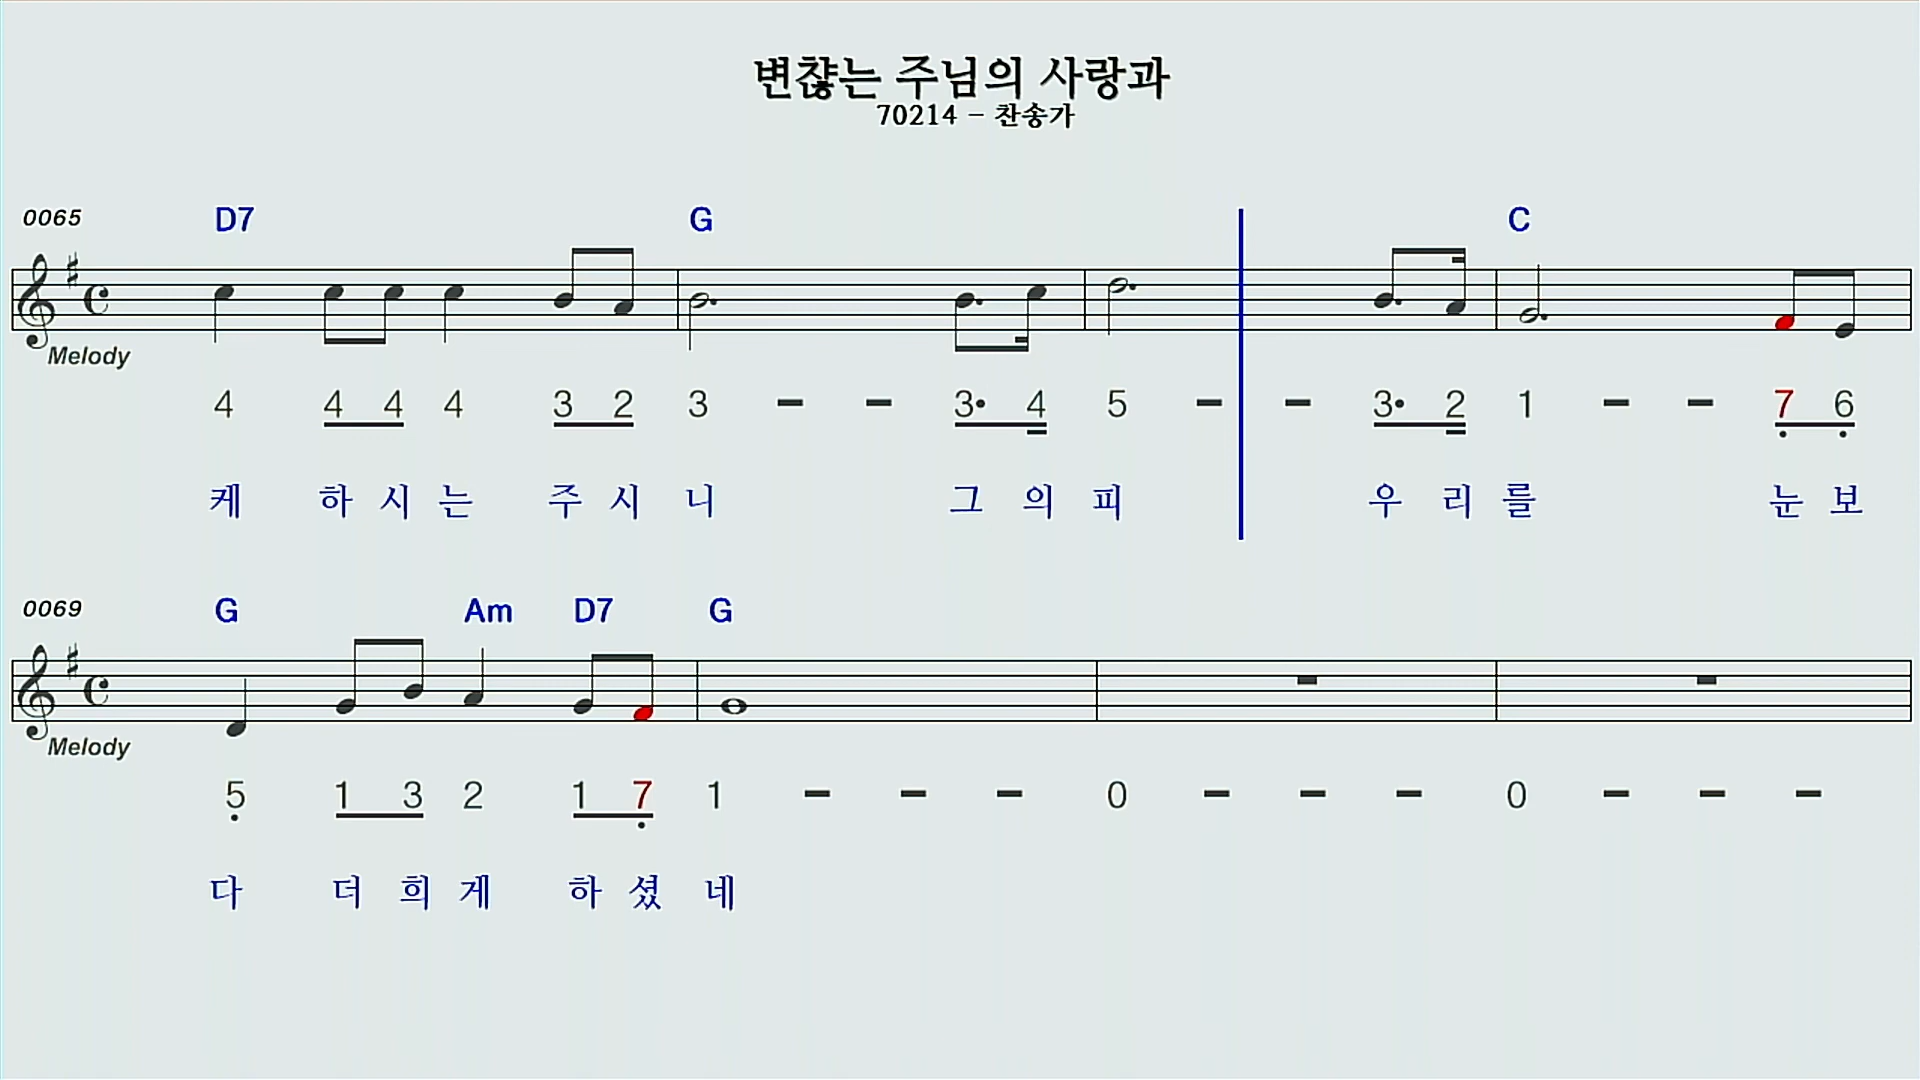 변찮는 주님의 사랑과
70214 - 찬송가
0065 D7 G C
Melody
4 4 4 4 3 2 3 - - 3• 4 5 - - 3• 2 1 - - 7 6
케 하 시 는 주 시 니 그 의 피 우 리 를 눈 보
0069 G Am D7 G
Melody
5 1 3 2 1 7 1 - - - 0 - - - 0 - - -
다 더 희 게 하 셨 네